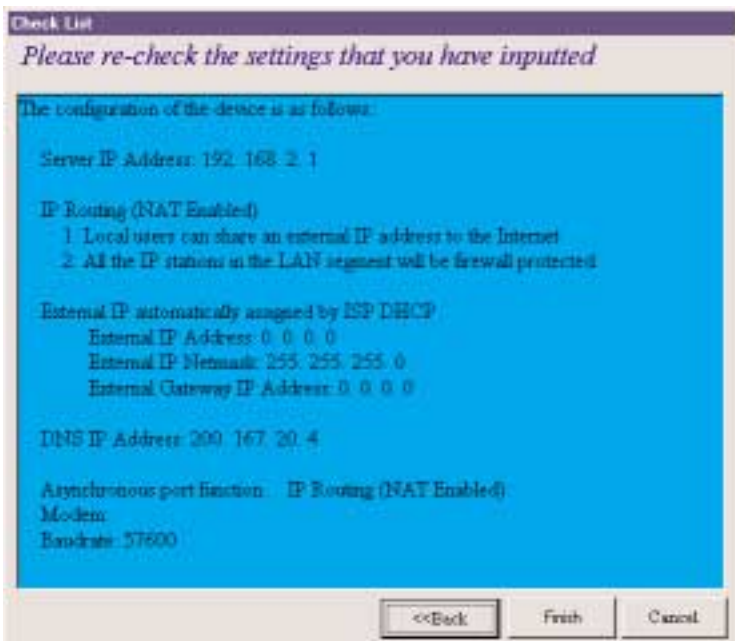 Check List
Please re-check the settings that you have inputted
The configuration of the device is as follows:
Server IP Address: 192. 168. 2. 1
IP Routing (NAT Enabled)
1. Local users can share an external IP address to the Internet
2. All the IP stations in the LAN segment will be firewall protected
External IP automatically assigned by ISP DHCP
External IP Address: 0. 0. 0. 0
External IP Netmask: 255. 255. 255. 0
External Gateway IP Address: 0. 0. 0. 0
DNS IP Address: 200. 167. 20. 4
Asynchronous port function: IP Routing (NAT Enabled)
Modem:
Baudrate: 57600
<<Back
Finish
Cancel